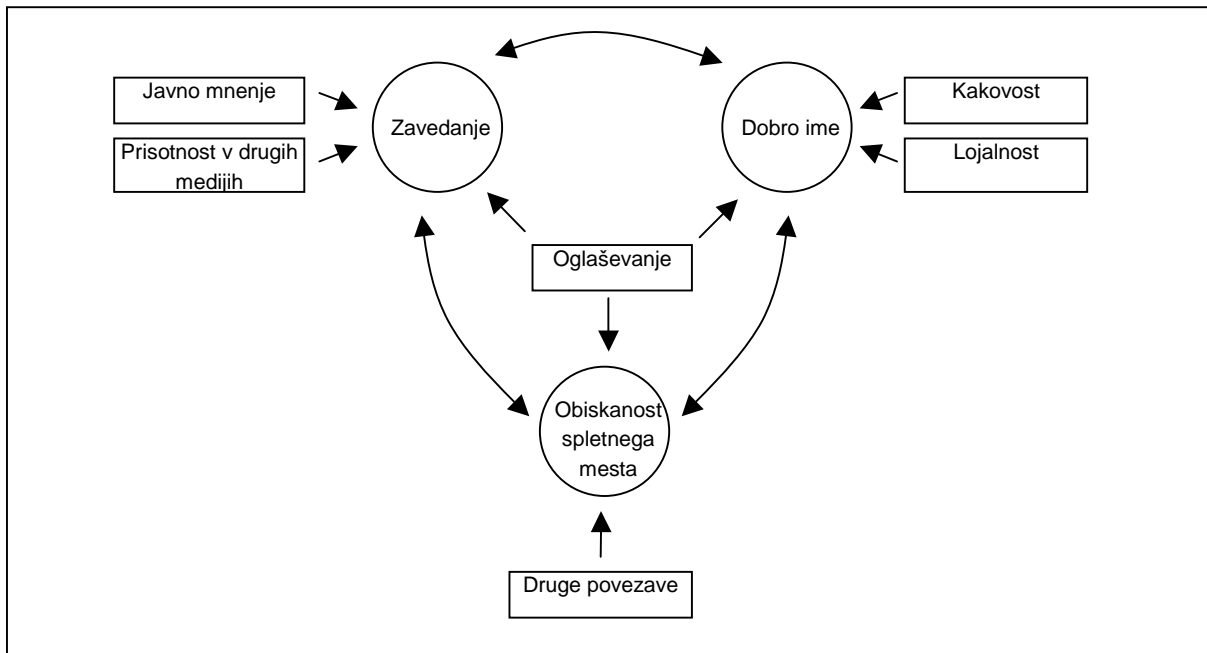 Javno mnenje
Prisotnost v drugih
medijih
Zavedanje
Dobro ime
Kakovost
Lojalnost
Oglaševanje
Obiskanost
spletnega
mesta
Druge povezave